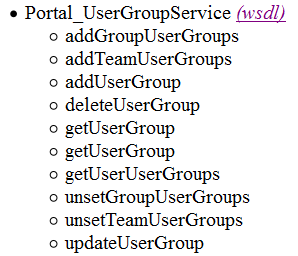 Portal_UserGroupService (wsdl)
addGroupUserGroups
addTeamUserGroups
addUserGroup
deleteUserGroup
getUserGroup
getUserGroup
getUserUserGroups
unsetGroupUserGroups
unsetTeamUserGroups
updateUserGroup